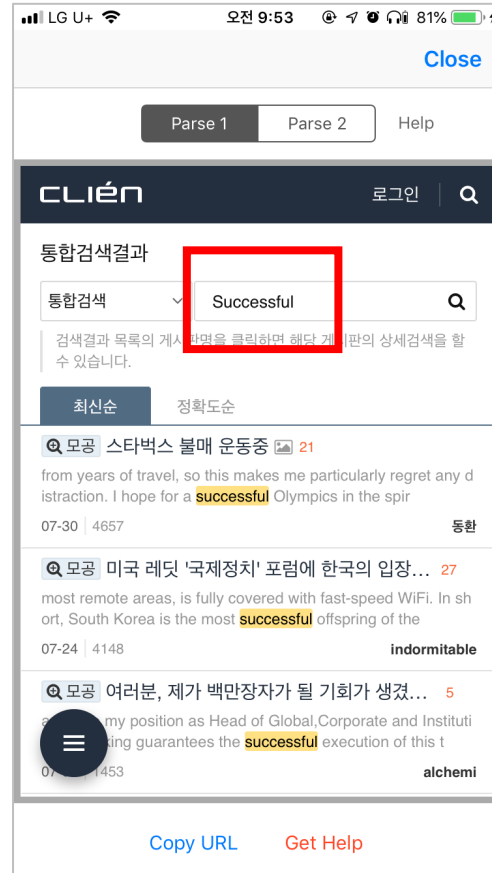 LG U+ 오전 9:53 81%
Close
Parse 1 Parse 2 Help
CLIÉN 로그인
통합검색결과
통합검색 Successful
검색결과 목록의 게시판명을 클릭하면 해당 게시판의 상세검색을 할
수 있습니다.
최신순 정확도순
모공 스타벅스 불매 운동중 21
from years of travel, so this makes me particularly regret any d
istraction. I hope for a successful Olympics in the spir
07-30 4657 동환
모공 미국 레딧 '국제정치' 포럼에 한국의 입장... 27
most remote areas, is fully covered with fast-speed WiFi. In sh
ort, South Korea is the most successful offspring of the
07-24 4148 indormitable
모공 여러분, 제가 백만장자가 될 기회가 생겼... 5
my position as Head of Global,Corporate and Instituti
guarantees the successful execution of this t
1453 alchemi
Copy URL Get Help